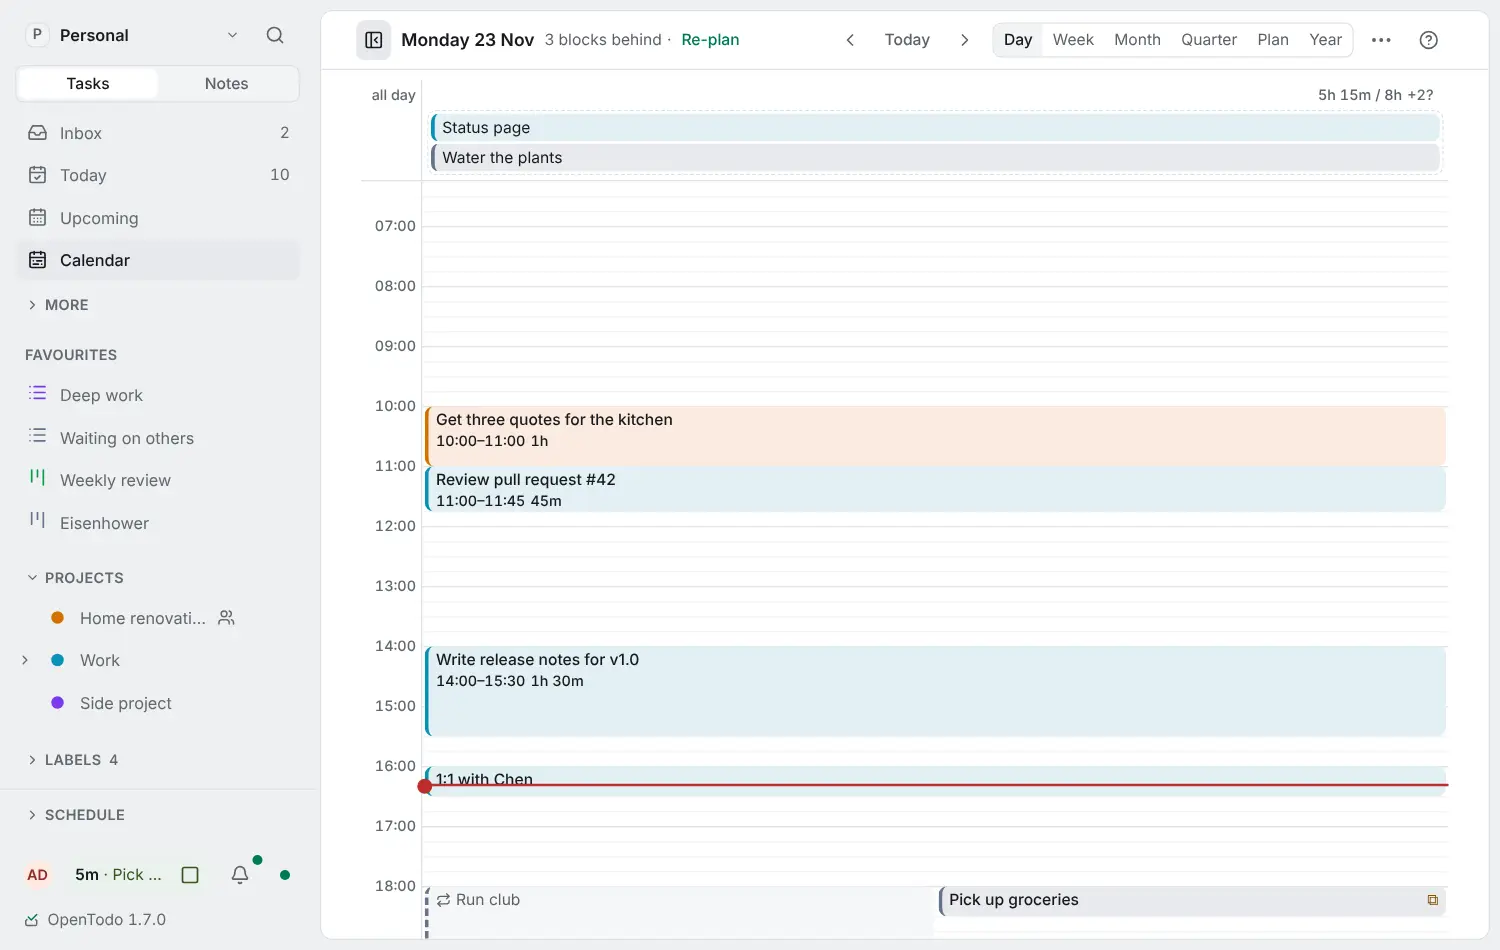 P Personal
Tasks Notes
Inbox 2
Today 10
Upcoming
Calendar
MORE
FAVOURITES
Deep work
Waiting on others
Weekly review
Eisenhower
PROJECTS
Home renovati...
Work
Side project
LABELS 4
SCHEDULE
AD 5m · Pick ...
OpenTodo 1.7.0
Monday 23 Nov 3 blocks behind · Re-plan
Today
Day Week Month Quarter Plan Year
all day 5h 15m / 8h +2?
Status page
Water the plants
07:00
08:00
09:00
10:00
Get three quotes for the kitchen
10:00–11:00 1h
11:00
Review pull request #42
11:00–11:45 45m
12:00
13:00
14:00
Write release notes for v1.0
14:00–15:30 1h 30m
15:00
16:00
1:1 with Chen
17:00
18:00
Run club
Pick up groceries